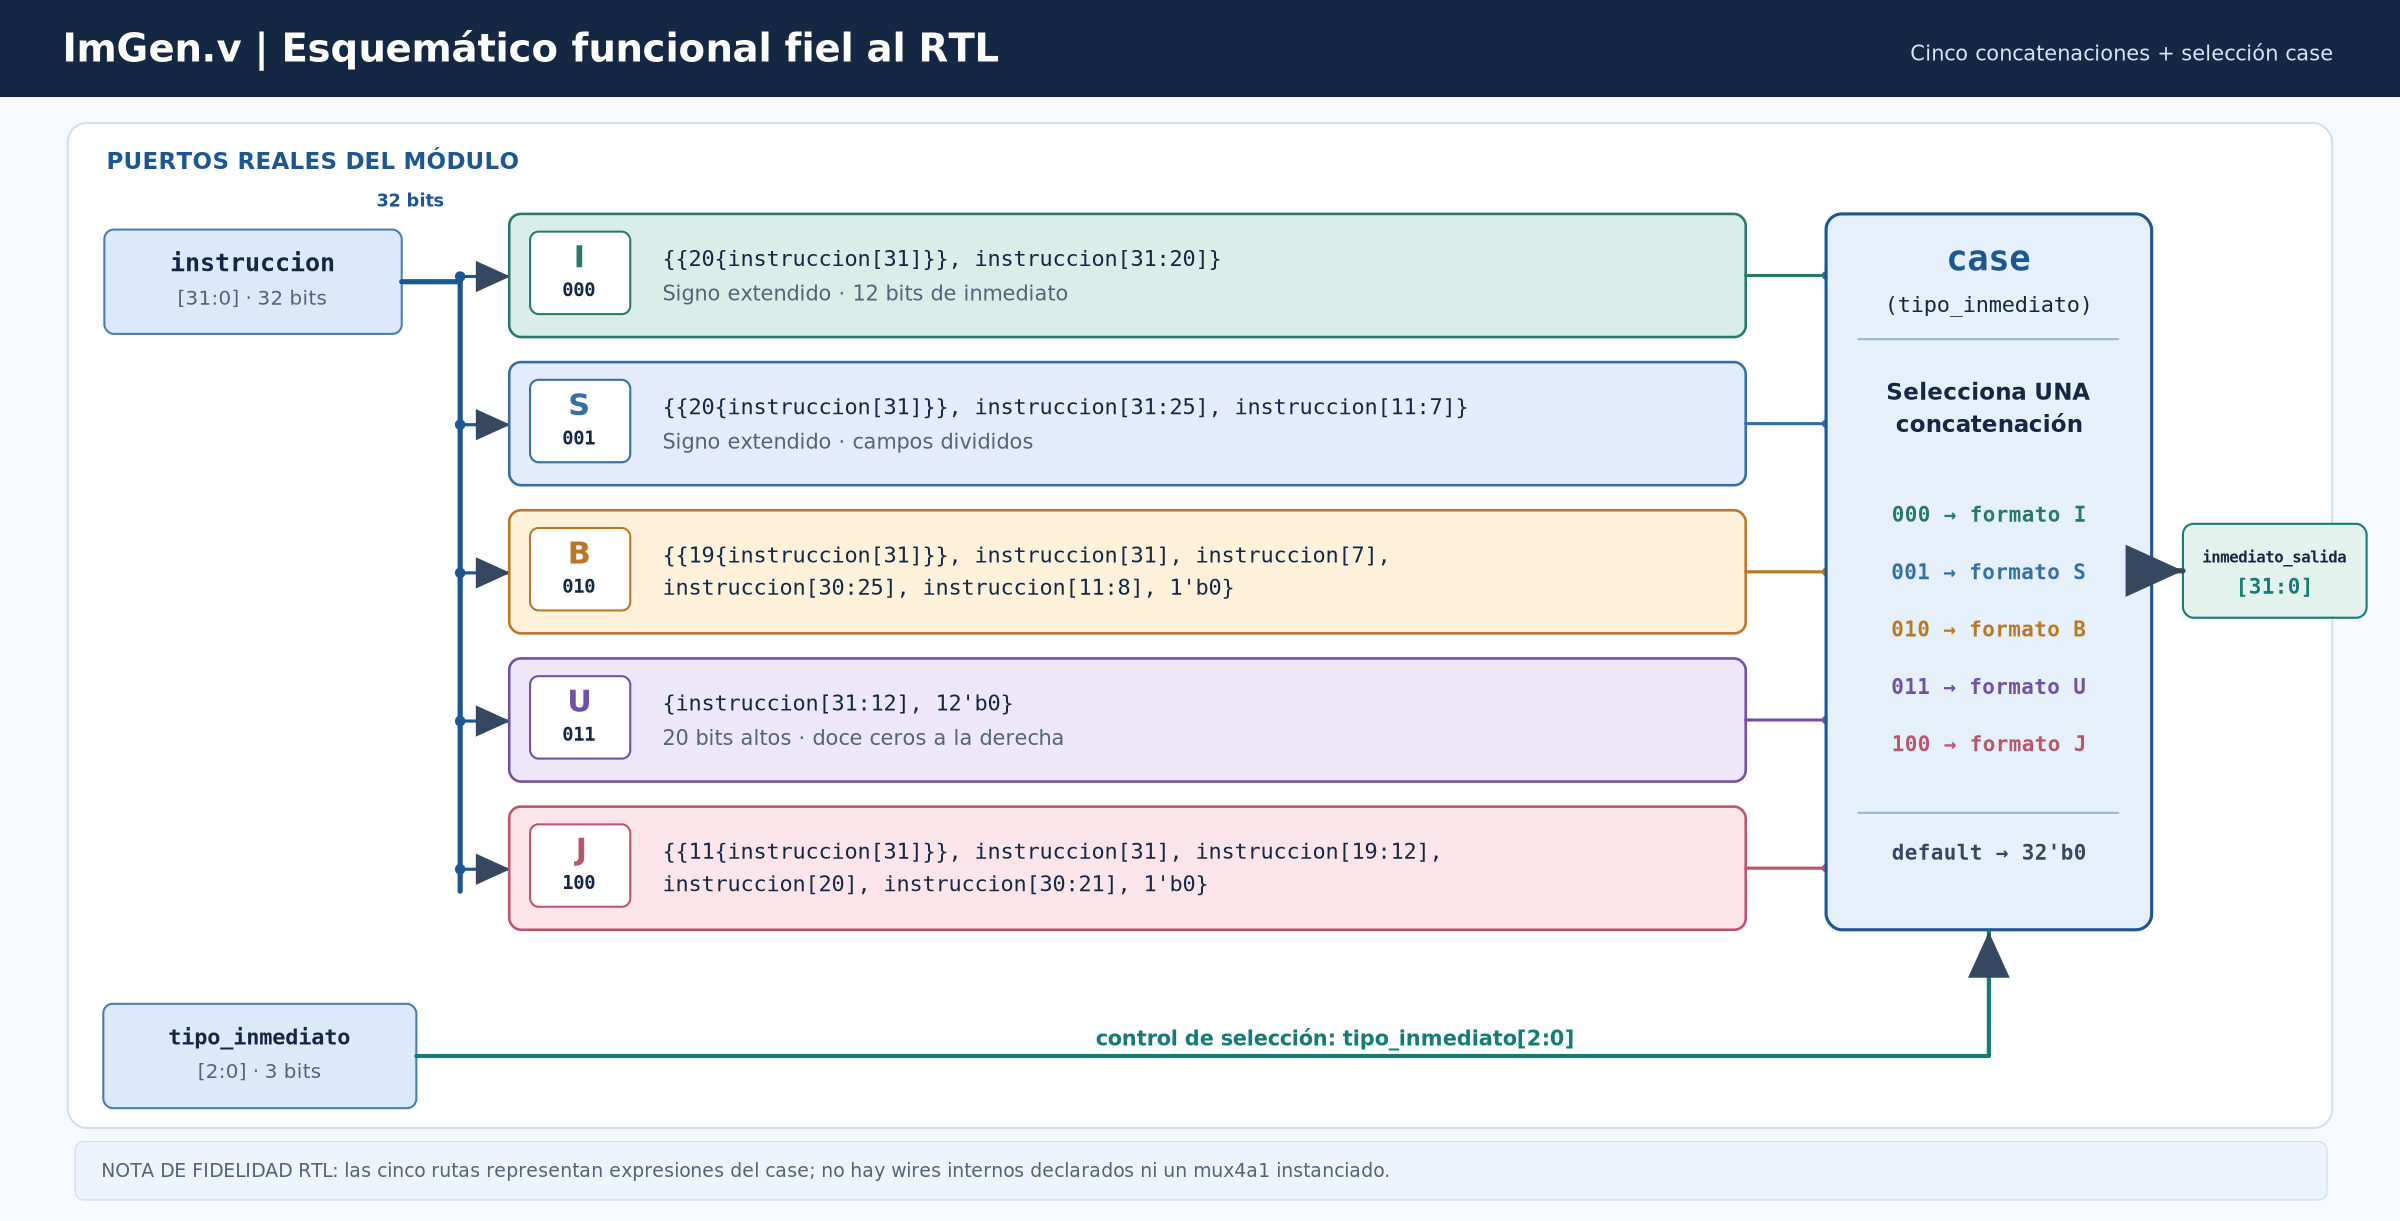 ImGen.v | Esquemático funcional fiel al RTL
Cinco concatenaciones + selección case
PUERTOS REALES DEL MÓDULO
32 bits
instruccion
[31:0] · 32 bits
I
000
{{20{instruccion[31]}}, instruccion[31:20]}
Signo extendido · 12 bits de inmediato
S
001
{{20{instruccion[31]}}, instruccion[31:25], instruccion[11:7]}
Signo extendido · campos divididos
B
010
{{19{instruccion[31]}}, instruccion[31], instruccion[7],
instruccion[30:25], instruccion[11:8], 1'b0}
U
011
{instruccion[31:12], 12'b0}
20 bits altos · doce ceros a la derecha
J
100
{{11{instruccion[31]}}, instruccion[31], instruccion[19:12],
instruccion[20], instruccion[30:21], 1'b0}
case
(tipo_inmediato)
Selecciona UNA
concatenación
000 → formato I
001 → formato S
010 → formato B
011 → formato U
100 → formato J
default → 32'b0
inmediato_salida
[31:0]
tipo_inmediato
[2:0] · 3 bits
control de selección: tipo_inmediato[2:0]
NOTA DE FIDELIDAD RTL: las cinco rutas representan expresiones del case; no hay wires internos declarados ni un mux4a1 instanciado.